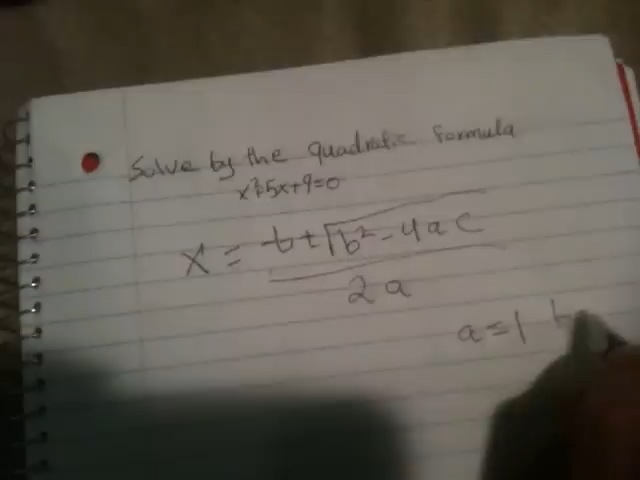 Solve by the quadratic formula
x²+5x+9=0
x = -b±√b²-4ac
2a
a=1 b